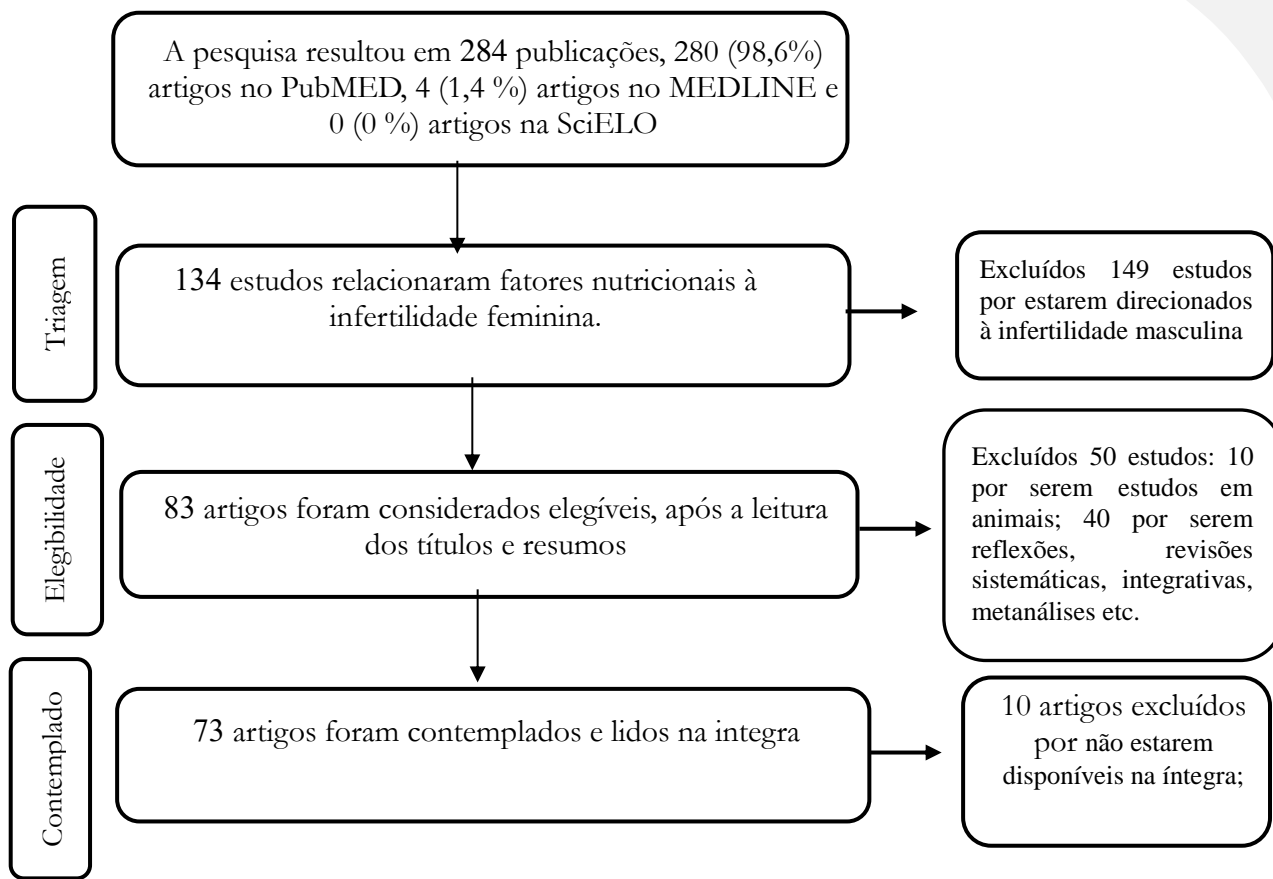 A pesquisa resultou em 284 publicações, 280 (98,6%)
artigos no PubMED, 4 (1,4 %) artigos no MEDLINE e
0 (0 %) artigos na SciELO
Triagem
134 estudos relacionaram fatores nutricionais à
infertilidade feminina.
Excluídos 149 estudos
por estarem direcionados
à infertilidade masculina
Elegibilidade
83 artigos foram considerados elegíveis, após a leitura
dos títulos e resumos
Excluídos 50 estudos: 10
por serem estudos em
animais; 40 por serem
reflexões, revisões
sistemáticas, integrativas,
metanálises etc.
Contemplado
73 artigos foram contemplados e lidos na integra
10 artigos excluídos
por não estarem
disponíveis na íntegra;